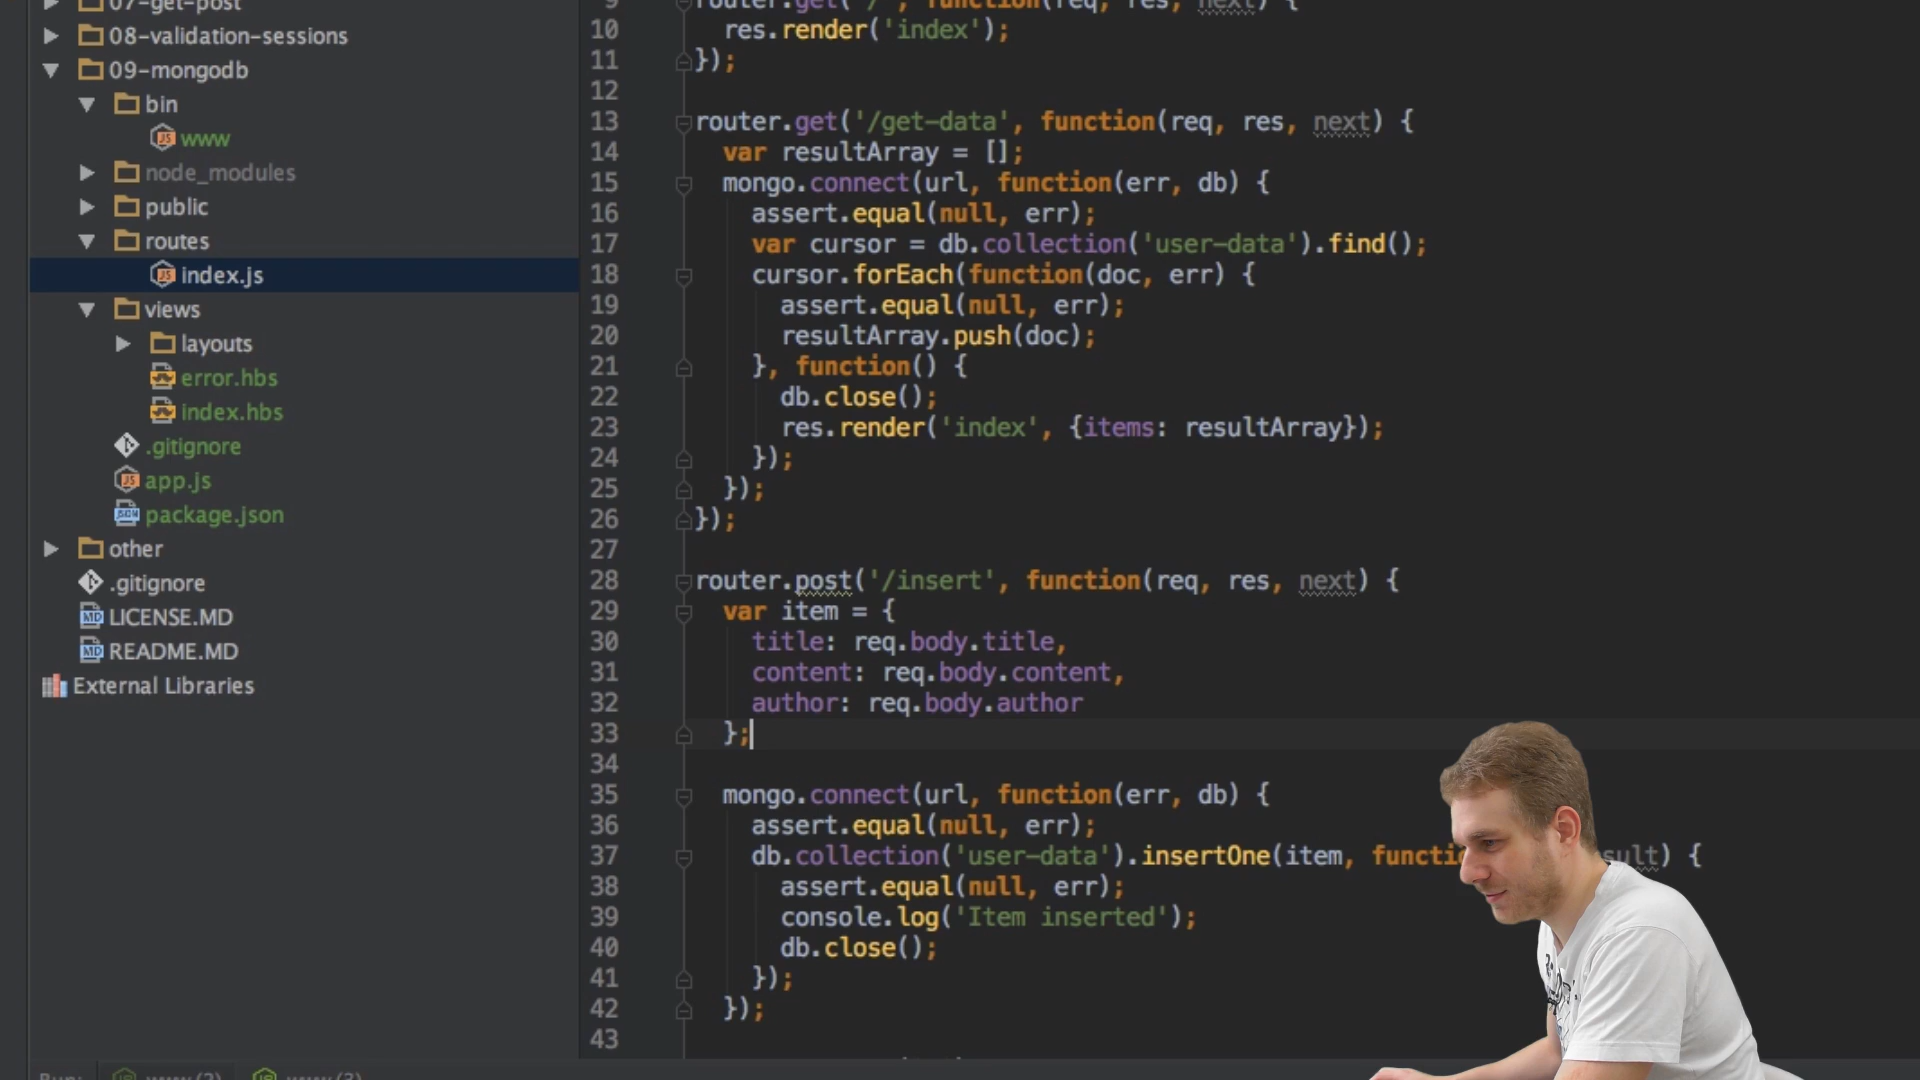 07-get-post
08-validation-sessions
09-mongodb
bin
www
node_modules
public
routes
index.js
views
layouts
error.hbs
index.hbs
.gitignore
app.js
package.json
other
.gitignore
LICENSE.MD
README.MD
External Libraries
9 router.get('/', function(req, res, next) {
10 res.render('index');
11 });
12
13 router.get('/get-data', function(req, res, next) {
14 var resultArray = [];
15 mongo.connect(url, function(err, db) {
16 assert.equal(null, err);
17 var cursor = db.collection('user-data').find();
18 cursor.forEach(function(doc, err) {
19 assert.equal(null, err);
20 resultArray.push(doc);
21 }, function() {
22 db.close();
23 res.render('index', {items: resultArray});
24 });
25 });
26 });
27
28 router.post('/insert', function(req, res, next) {
29 var item = {
30 title: req.body.title,
31 content: req.body.content,
32 author: req.body.author
33 };
34
35 mongo.connect(url, function(err, db) {
36 assert.equal(null, err);
37 db.collection('user-data').insertOne(item, functi sult) {
38 assert.equal(null, err);
39 console.log('Item inserted');
40 db.close();
41 });
42 });
43
Run: www (2) www (3)